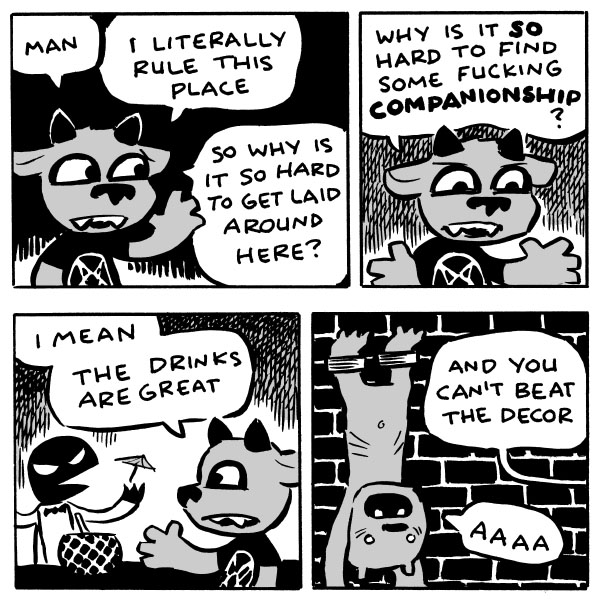 MAN
I LITERALLY
RULE THIS
PLACE
SO WHY IS
IT SO HARD
TO GET LAID
AROUND
HERE?
WHY IS IT SO
HARD TO FIND
SOME FUCKING
COMPANIONSHIP
?
I MEAN
THE DRINKS
ARE GREAT
AND YOU
CAN'T BEAT
THE DECOR
AAAA